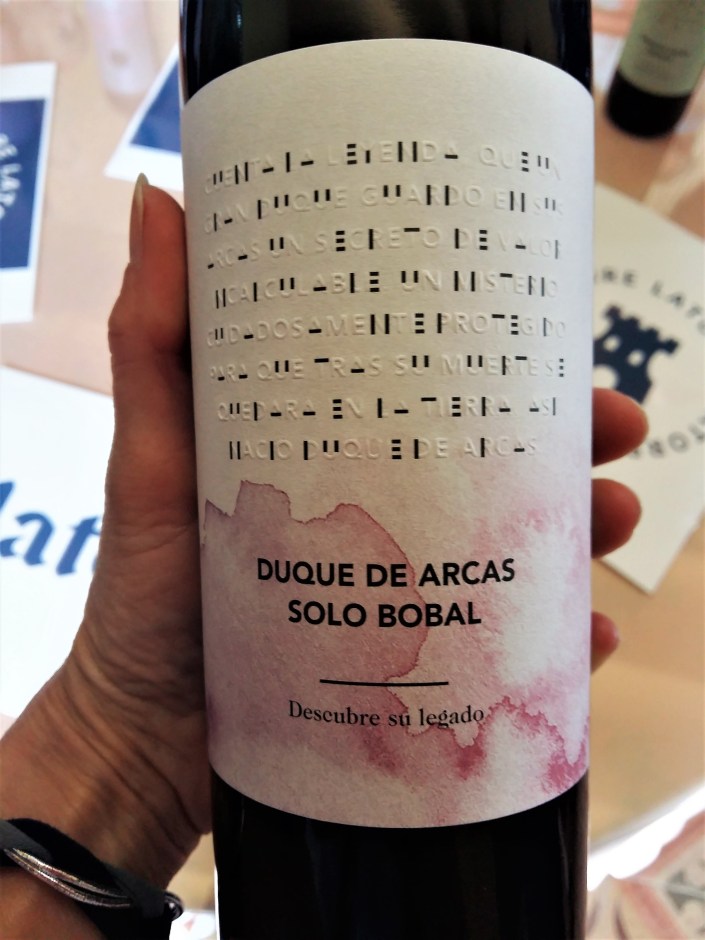 CUENTA LA LEYENDA QUE UN
GRAN DUQUE GUARDO EN SUS
ARCAS UN SECRETO DE VALOR
INCALCULABLE UN MISTERIO
CUIDADOSAMENTE PROTEGIDO
PARA QUE TRAS SU MUERTE SE
QUEDARA EN LA TIERRA ASI
NACIO DUQUE DE ARCAS
DUQUE DE ARCAS
SOLO BOBAL
Descubre su legado